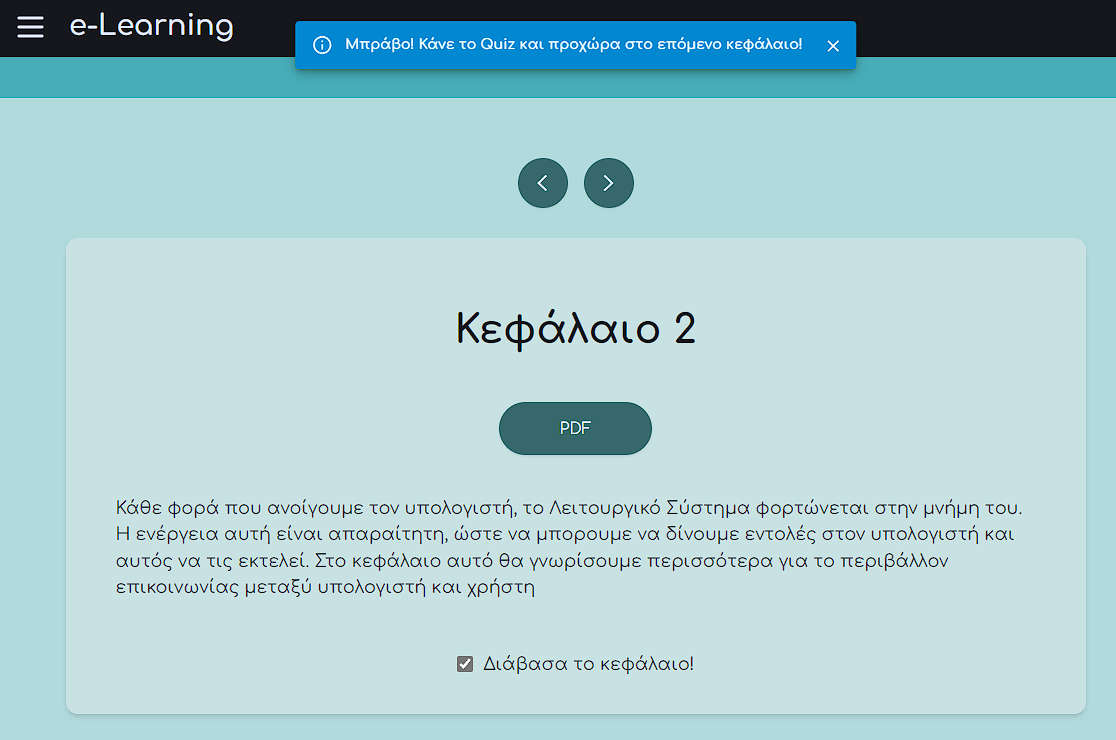 e-Learning
Μπράβο! Κάνε το Quiz και προχώρα στο επόμενο κεφάλαιο!
Κεφάλαιο 2
PDF
Κάθε φορά που ανοίγουμε τον υπολογιστή, το Λειτουργικό Σύστημα φορτώνεται στην μνήμη του.
Η ενέργεια αυτή είναι απαραίτητη, ώστε να μπορουμε να δίνουμε εντολές στον υπολογιστή και
αυτός να τις εκτελεί. Στο κεφάλαιο αυτό θα γνωρίσουμε περισσότερα για το περιβάλλον
επικοινωνίας μεταξύ υπολογιστή και χρήστη
Διάβασα το κεφάλαιο!